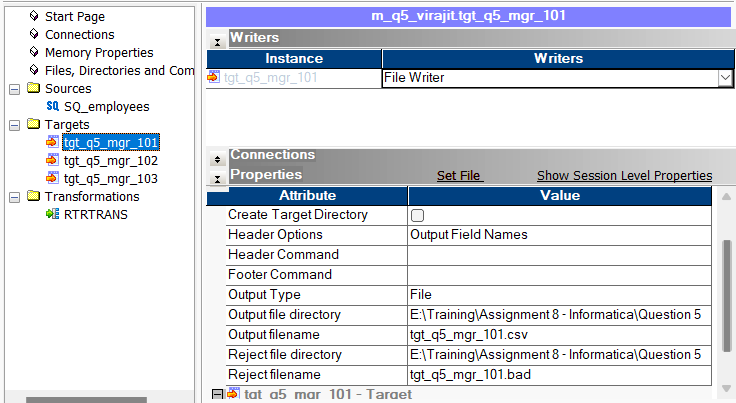 Start Page
Connections
Memory Properties
Files, Directories and Com
Sources
SQ_employees
Targets
tgt_q5_mgr_101
tgt_q5_mgr_102
tgt_q5_mgr_103
Transformations
RTRTRANS
m_q5_virajit.tgt_q5_mgr_101
Writers
Instance Writers
tgt_q5_mgr_101 File Writer
Connections
Properties Set File Show Session Level Properties
Attribute Value
Create Target Directory
Header Options Output Field Names
Header Command
Footer Command
Output Type File
Output file directory E:\Training\Assignment 8 - Informatica\Question 5
Output filename tgt_q5_mgr_101.csv
Reject file directory E:\Training\Assignment 8 - Informatica\Question 5
Reject filename tgt_q5_mgr_101.bad
tgt_q5_mgr_101 - Target